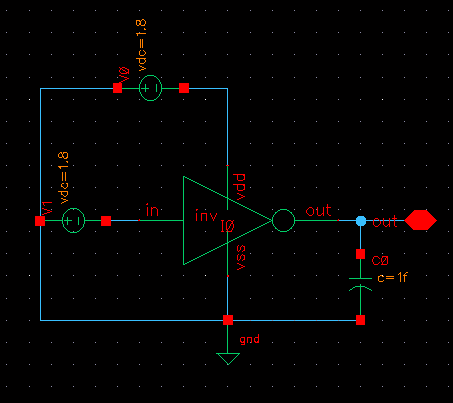 vdc=1.8
V0
vdc=1.8
V1
in
inv
I0
vdd
vss
out
out
C0
c=1f
gnd